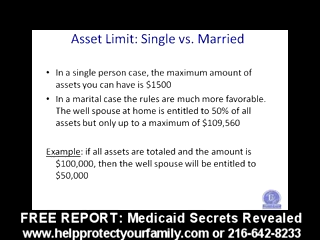 Asset Limit: Single vs. Married
• In a single person case, the maximum amount of
assets you can have is $1500
• In a marital case the rules are much more favorable.
The well spouse at home is entitled to 50% of all
assets but only up to a maximum of $109,560
Example: if all assets are totaled and the amount is
$100,000, then the well spouse will be entitled to
$50,000
FREE REPORT: Medicaid Secrets Revealed
www.helpprotectyourfamily.com or 216-642-8233